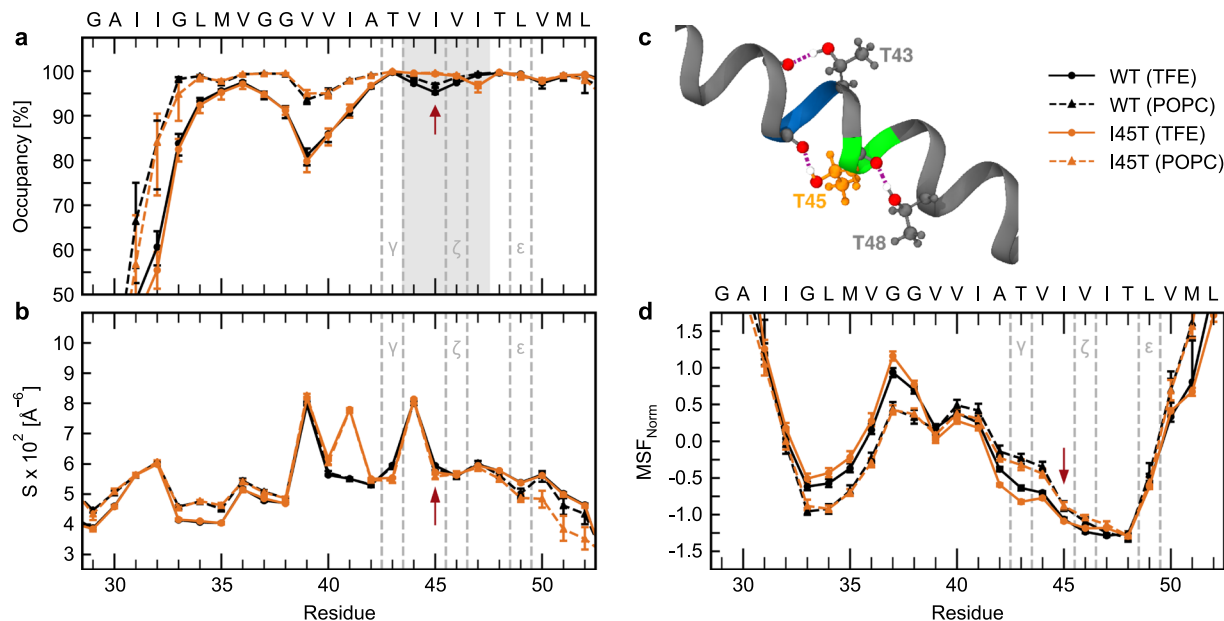 G A I I G L M V G G V V I A T V I V I T L V M L
a
100
90
80
70
60
50
Occupancy [%]
γ
ζ
ε
b
10
9
8
7
6
5
4
3
S x 10² [Å⁻⁶]
γ
ζ
ε
30 35 40 45 50
Residue
c
T43
T45
T48
WT (TFE)
WT (POPC)
I45T (TFE)
I45T (POPC)
G A I I G L M V G G V V I A T V I V I T L V M L
d
1.5
1.0
0.5
0.0
-0.5
-1.0
-1.5
MSF_Norm
γ
ζ
ε
30 35 40 45 50
Residue